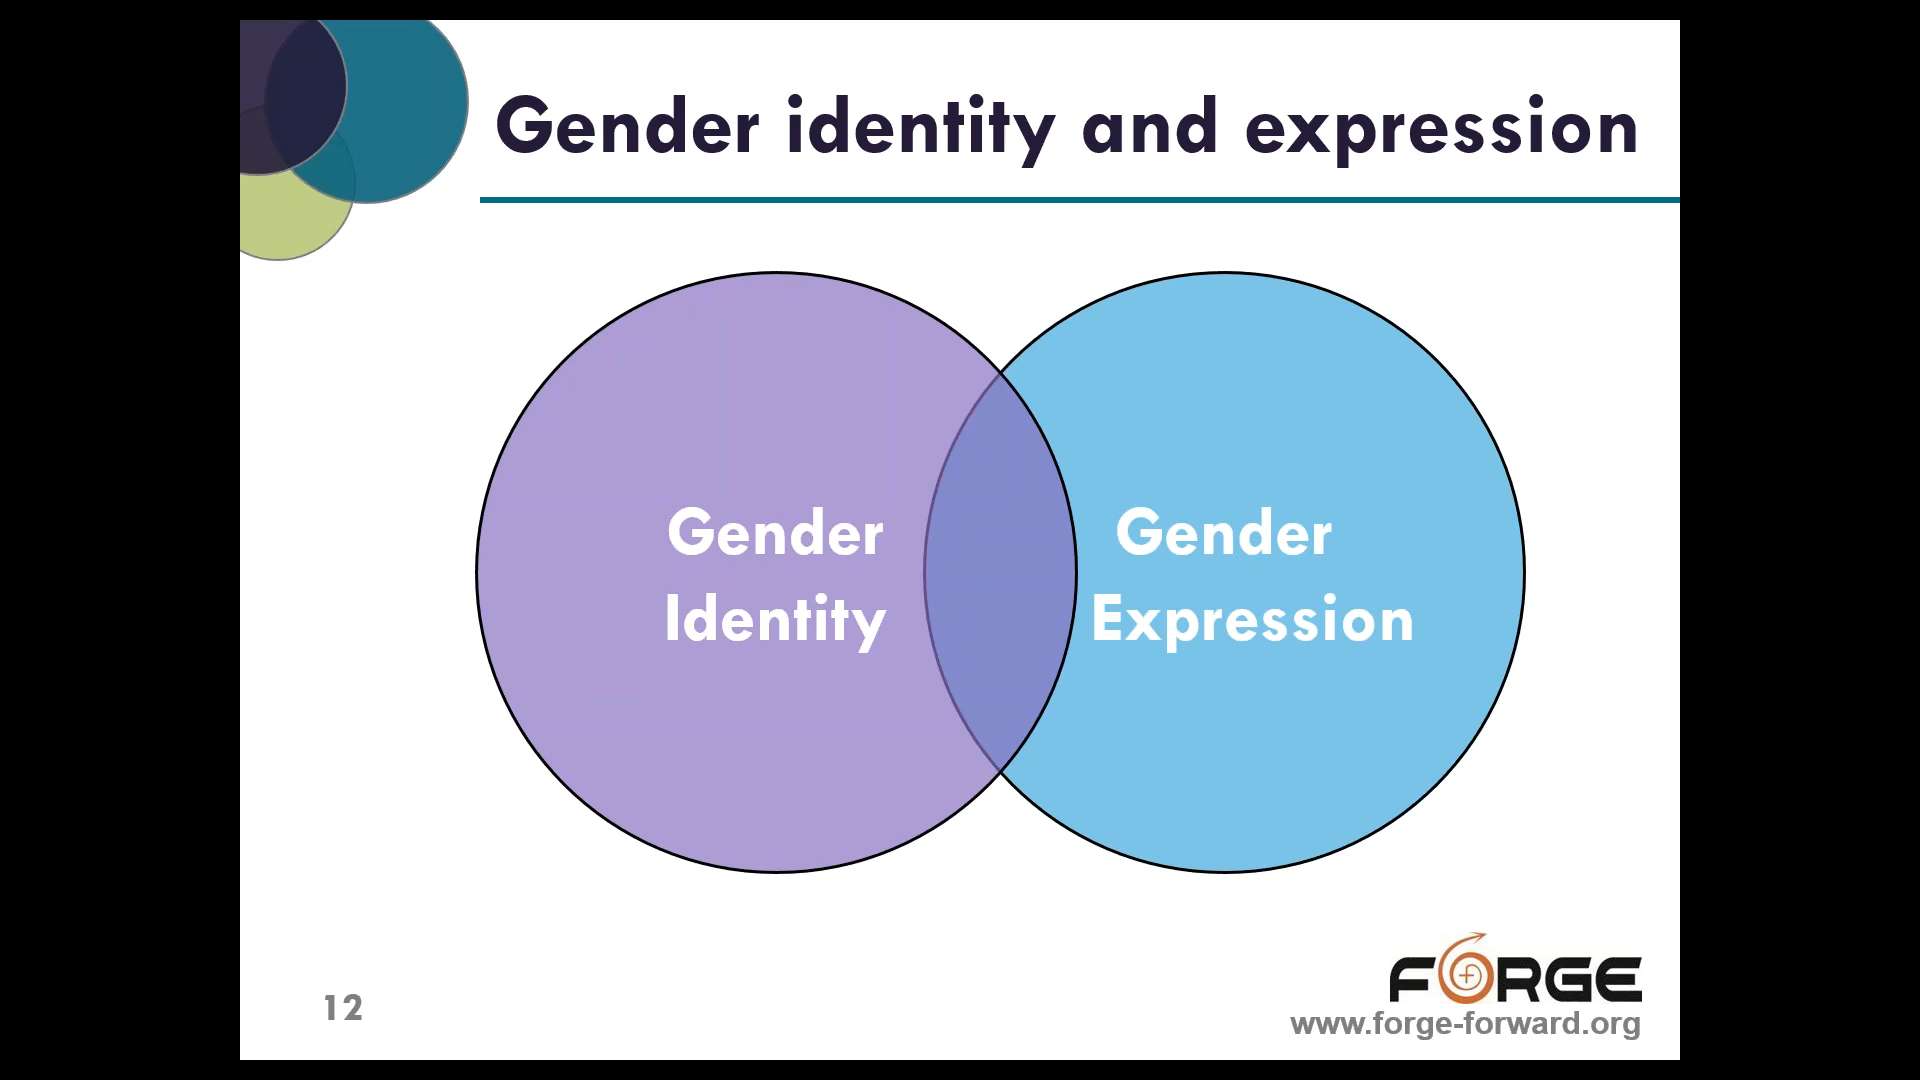 Gender identity and expression
Gender
Identity
Gender
Expression
12
FORGE
www.forge-forward.org